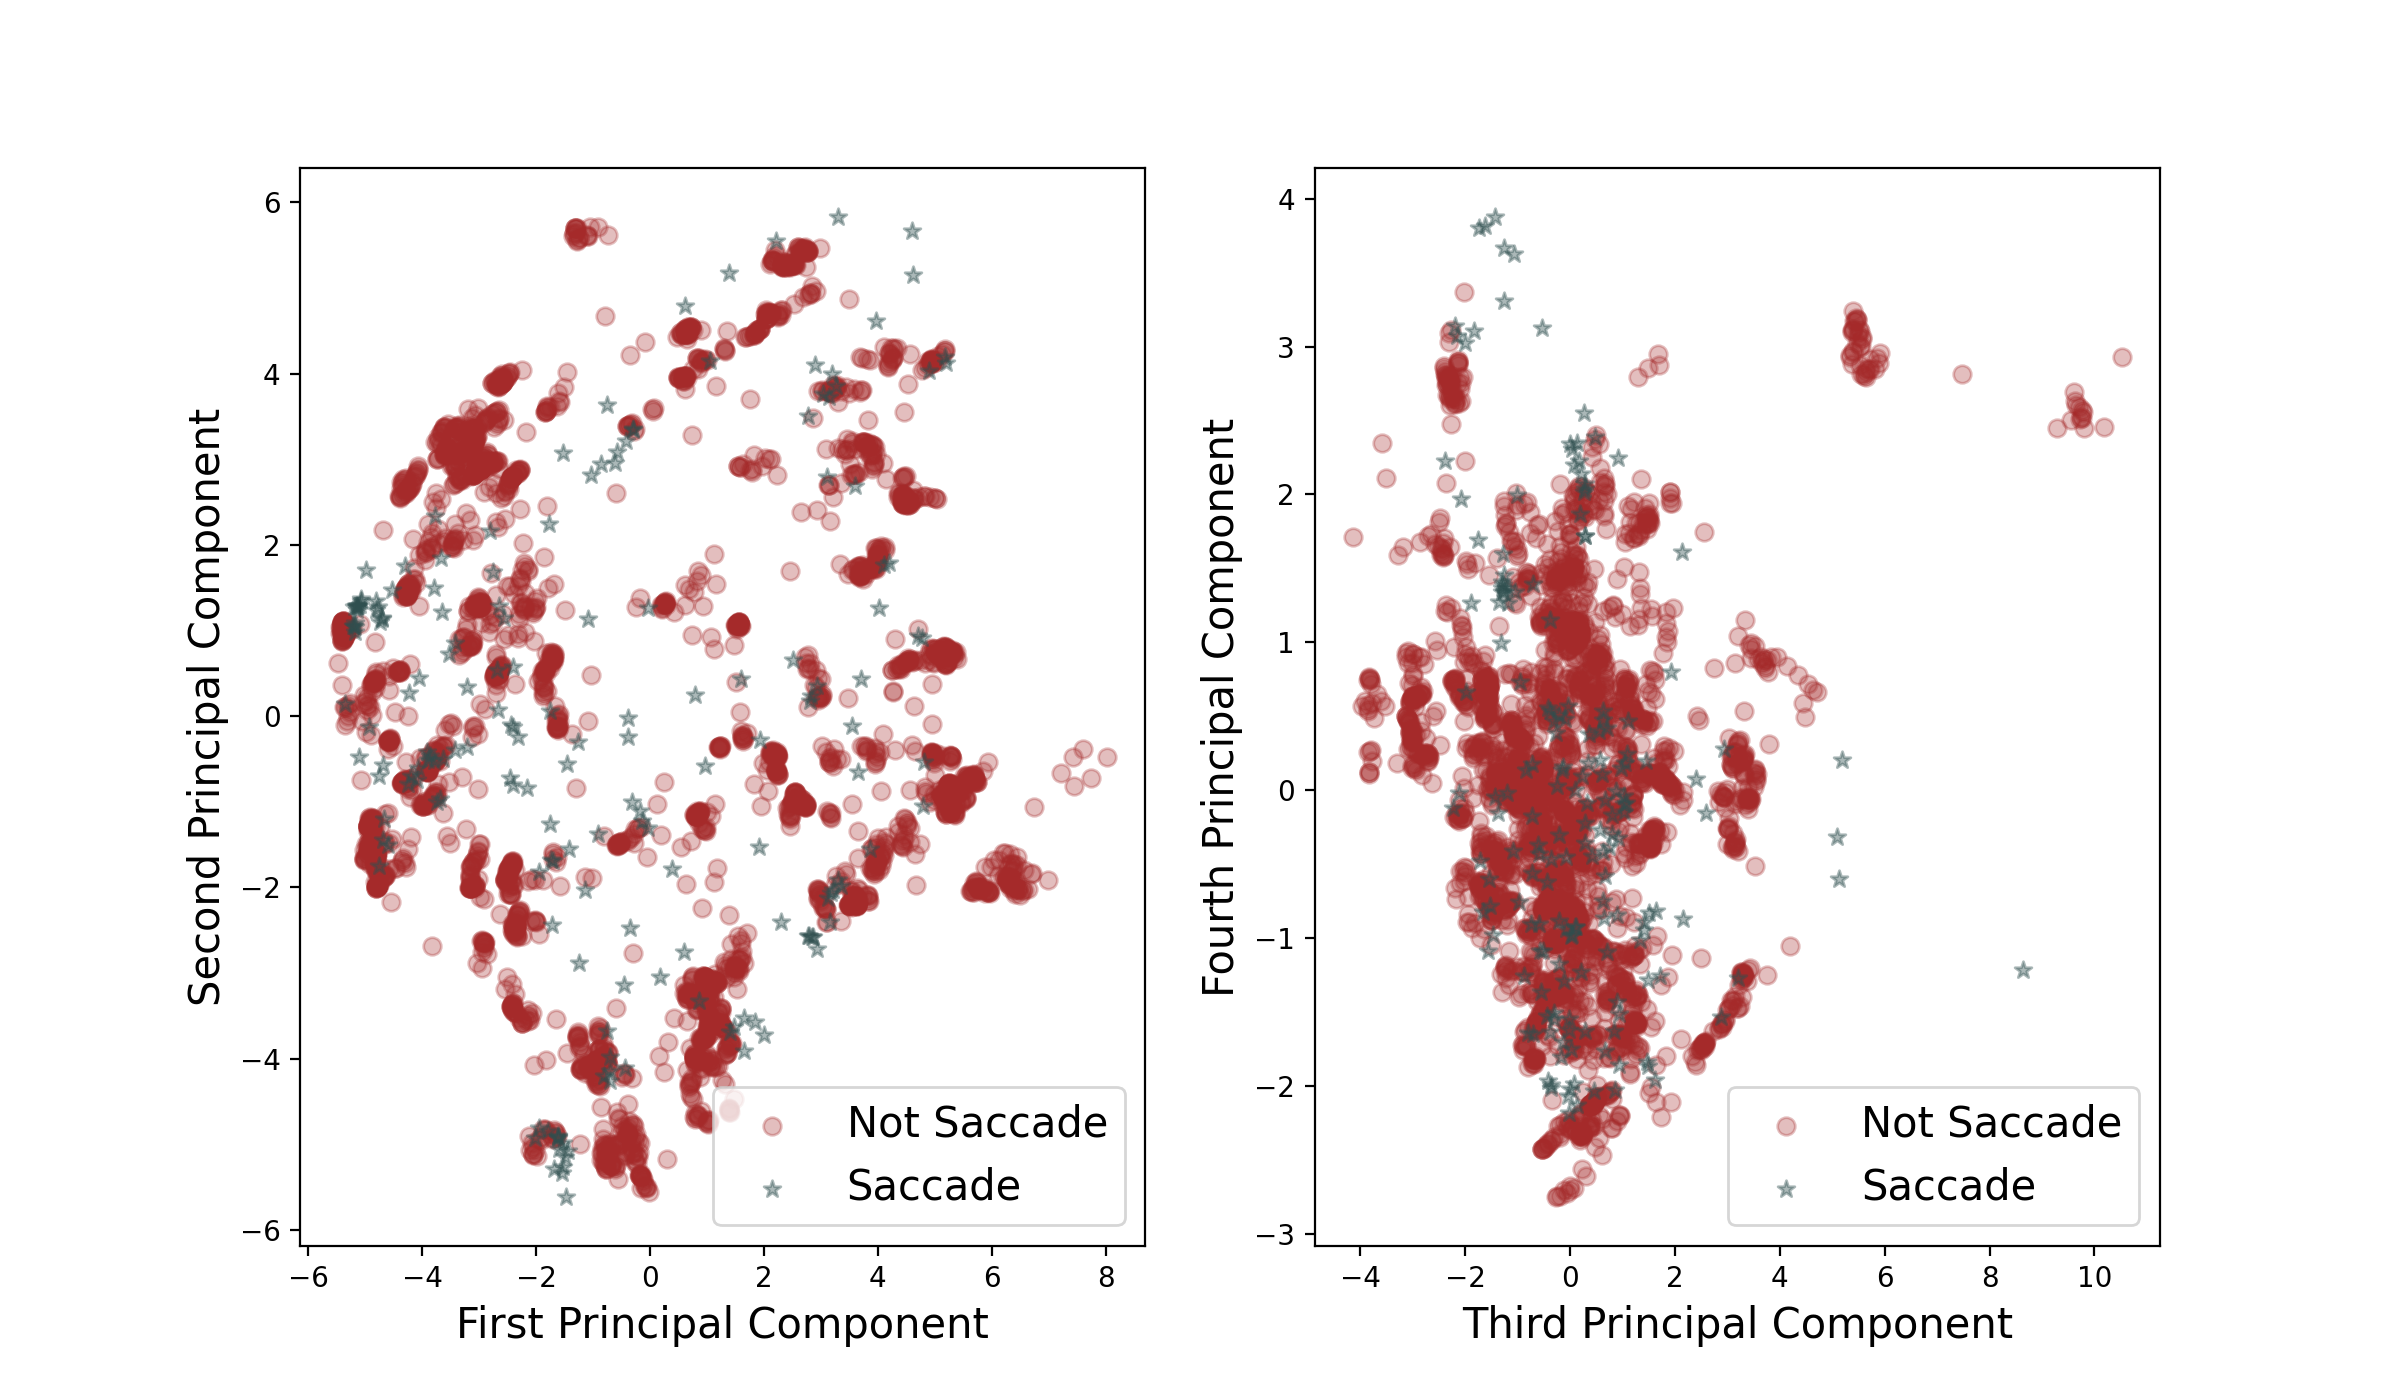 6
4
2
0
−2
−4
−6
Second Principal Component
−6 −4 −2 0 2 4 6 8
First Principal Component
Not Saccade
Saccade
4
3
2
1
0
−1
−2
−3
Fourth Principal Component
−4 −2 0 2 4 6 8 10
Third Principal Component
Not Saccade
Saccade